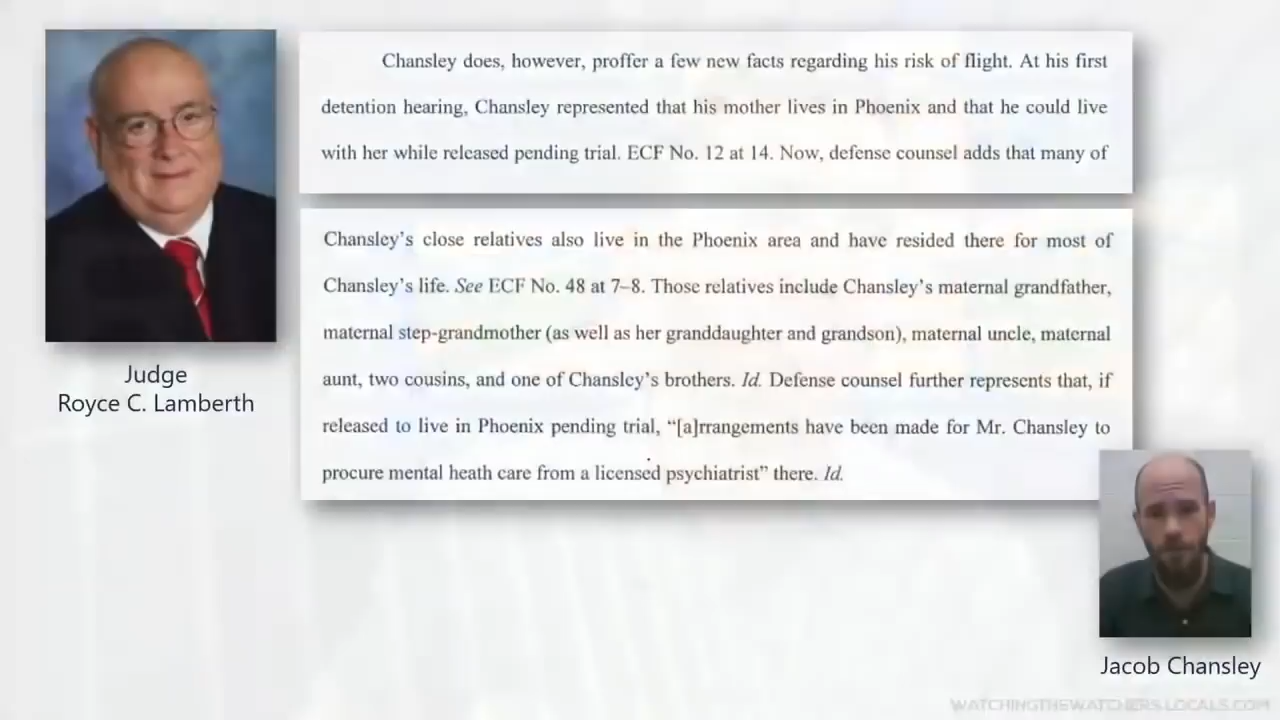 Chansley does, however, proffer a few new facts regarding his risk of flight. At his first
detention hearing, Chansley represented that his mother lives in Phoenix and that he could live
with her while released pending trial. ECF No. 12 at 14. Now, defense counsel adds that many of
Chansley's close relatives also live in the Phoenix area and have resided there for most of
Chansley's life. See ECF No. 48 at 7–8. Those relatives include Chansley's maternal grandfather,
maternal step-grandmother (as well as her granddaughter and grandson), maternal uncle, maternal
aunt, two cousins, and one of Chansley's brothers. Id. Defense counsel further represents that, if
released to live in Phoenix pending trial, “[a]rrangements have been made for Mr. Chansley to
procure mental heath care from a licensed psychiatrist” there. Id.
Judge
Royce C. Lamberth
Jacob Chansley
WATCHINGTHEWATCHERS.LOCALS.COM